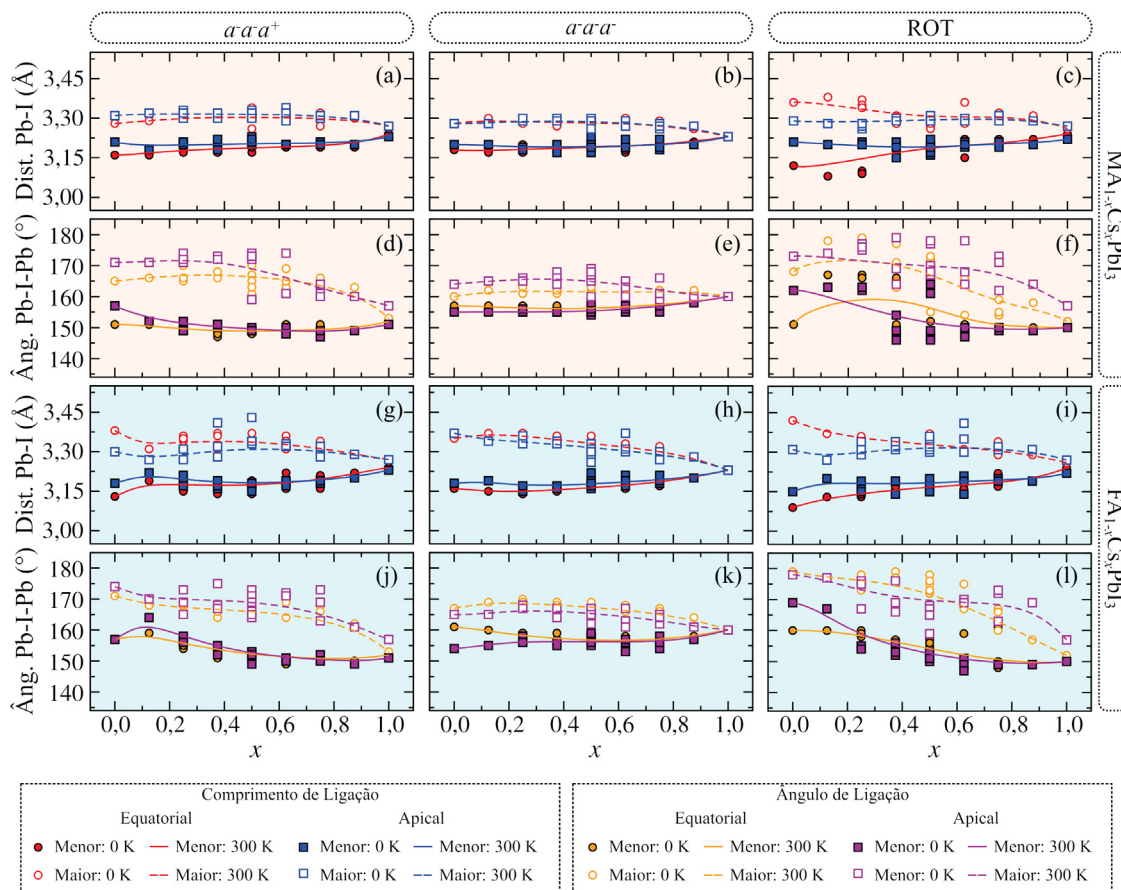 a⁻a⁻a⁺ a⁻a⁻a⁻ ROT
Dist. Pb-I (Å) 3,45 3,30 3,15 3,00 (a) (b) (c)
Âng. Pb-I-Pb (°) 180 170 160 150 140 (d) (e) (f)
MA₁₋ₓCsₓPbI₃
Dist. Pb-I (Å) 3,45 3,30 3,15 3,00 (g) (h) (i)
Âng. Pb-I-Pb (°) 180 170 160 150 140 (j) (k) (l)
FA₁₋ₓCsₓPbI₃
0,0 0,2 0,4 0,6 0,8 1,0 0,0 0,2 0,4 0,6 0,8 1,0 0,0 0,2 0,4 0,6 0,8 1,0
x x x
Comprimento de Ligação
Equatorial Apical
Menor: 0 K Menor: 300 K Menor: 0 K Menor: 300 K
Maior: 0 K Maior: 300 K Maior: 0 K Maior: 300 K
Ângulo de Ligação
Equatorial Apical
Menor: 0 K Menor: 300 K Menor: 0 K Menor: 300 K
Maior: 0 K Maior: 300 K Maior: 0 K Maior: 300 K